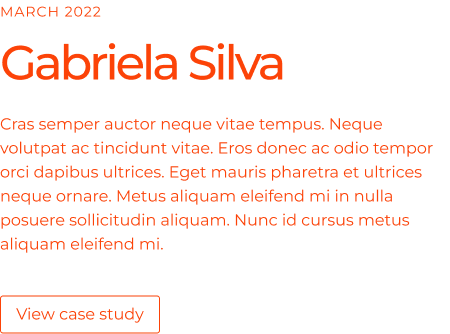 MARCH 2022
Gabriela Silva
Cras semper auctor neque vitae tempus. Neque
volutpat ac tincidunt vitae. Eros donec ac odio tempor
orci dapibus ultrices. Eget mauris pharetra et ultrices
neque ornare. Metus aliquam eleifend mi in nulla
posuere sollicitudin aliquam. Nunc id cursus metus
aliquam eleifend mi.
View case study